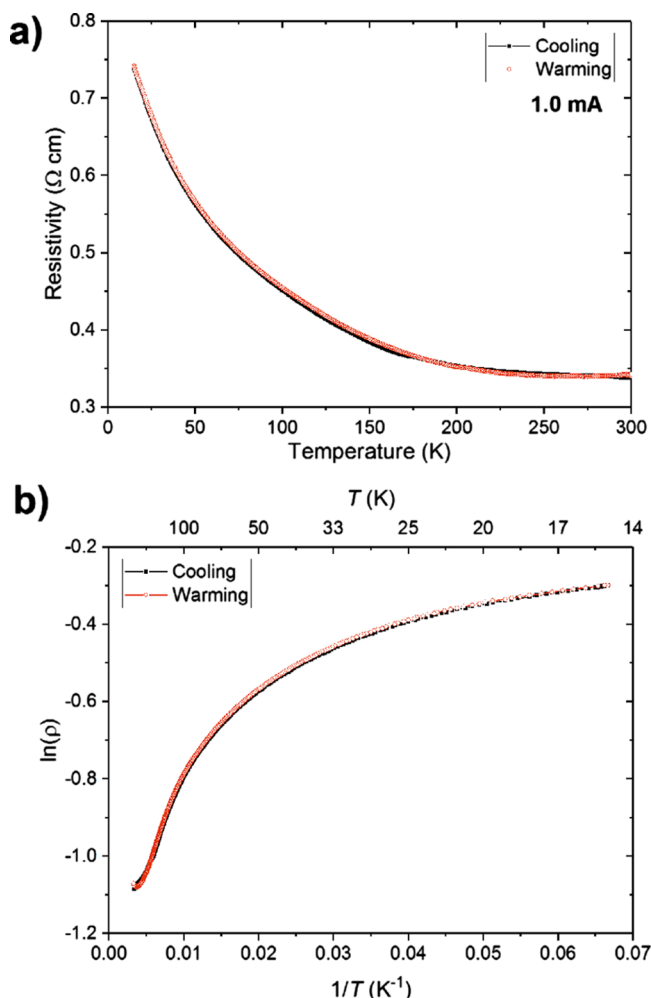 a)
0.8
0.7
0.6
0.5
0.4
0.3
Resistivity (Ω cm)
Cooling
Warming
1.0 mA
0 50 100 150 200 250 300
Temperature (K)
b)
T (K)
100 50 33 25 20 17 14
-0.2
-0.4
-0.6
-0.8
-1.0
-1.2
ln(ρ)
Cooling
Warming
0.00 0.01 0.02 0.03 0.04 0.05 0.06 0.07
1/T (K⁻¹)